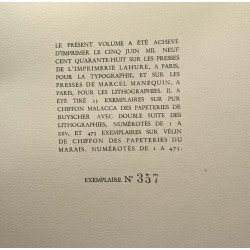 LE PRÉSENT VOLUME A ÉTÉ ACHEVÉ
D'IMPRIMER LE CINQ JUIN MIL NEUF
CENT QUARANTE-HUIT SUR LES PRESSES
DE L'IMPRIMERIE LAHURE, A PARIS,
POUR LA TYPOGRAPHIE, ET SUR LES
PRESSES DE MARCEL MANEQUIN, A
PARIS, POUR LES LITHOGRAPHIES. IL
A ÉTÉ TIRÉ 25 EXEMPLAIRES SUR PUR
CHIFFON MALACCA DES PAPETERIES DE
RUYSCHER AVEC DOUBLE SUITE DES
LITHOGRAPHIES, NUMÉROTÉS DE I A
XXV, ET 475 EXEMPLAIRES SUR VÉLIN
DE CHIFFON DES PAPETERIES DU
MARAIS, NUMÉROTÉS DE 1 A 475.
EXEMPLAIRE N° 357